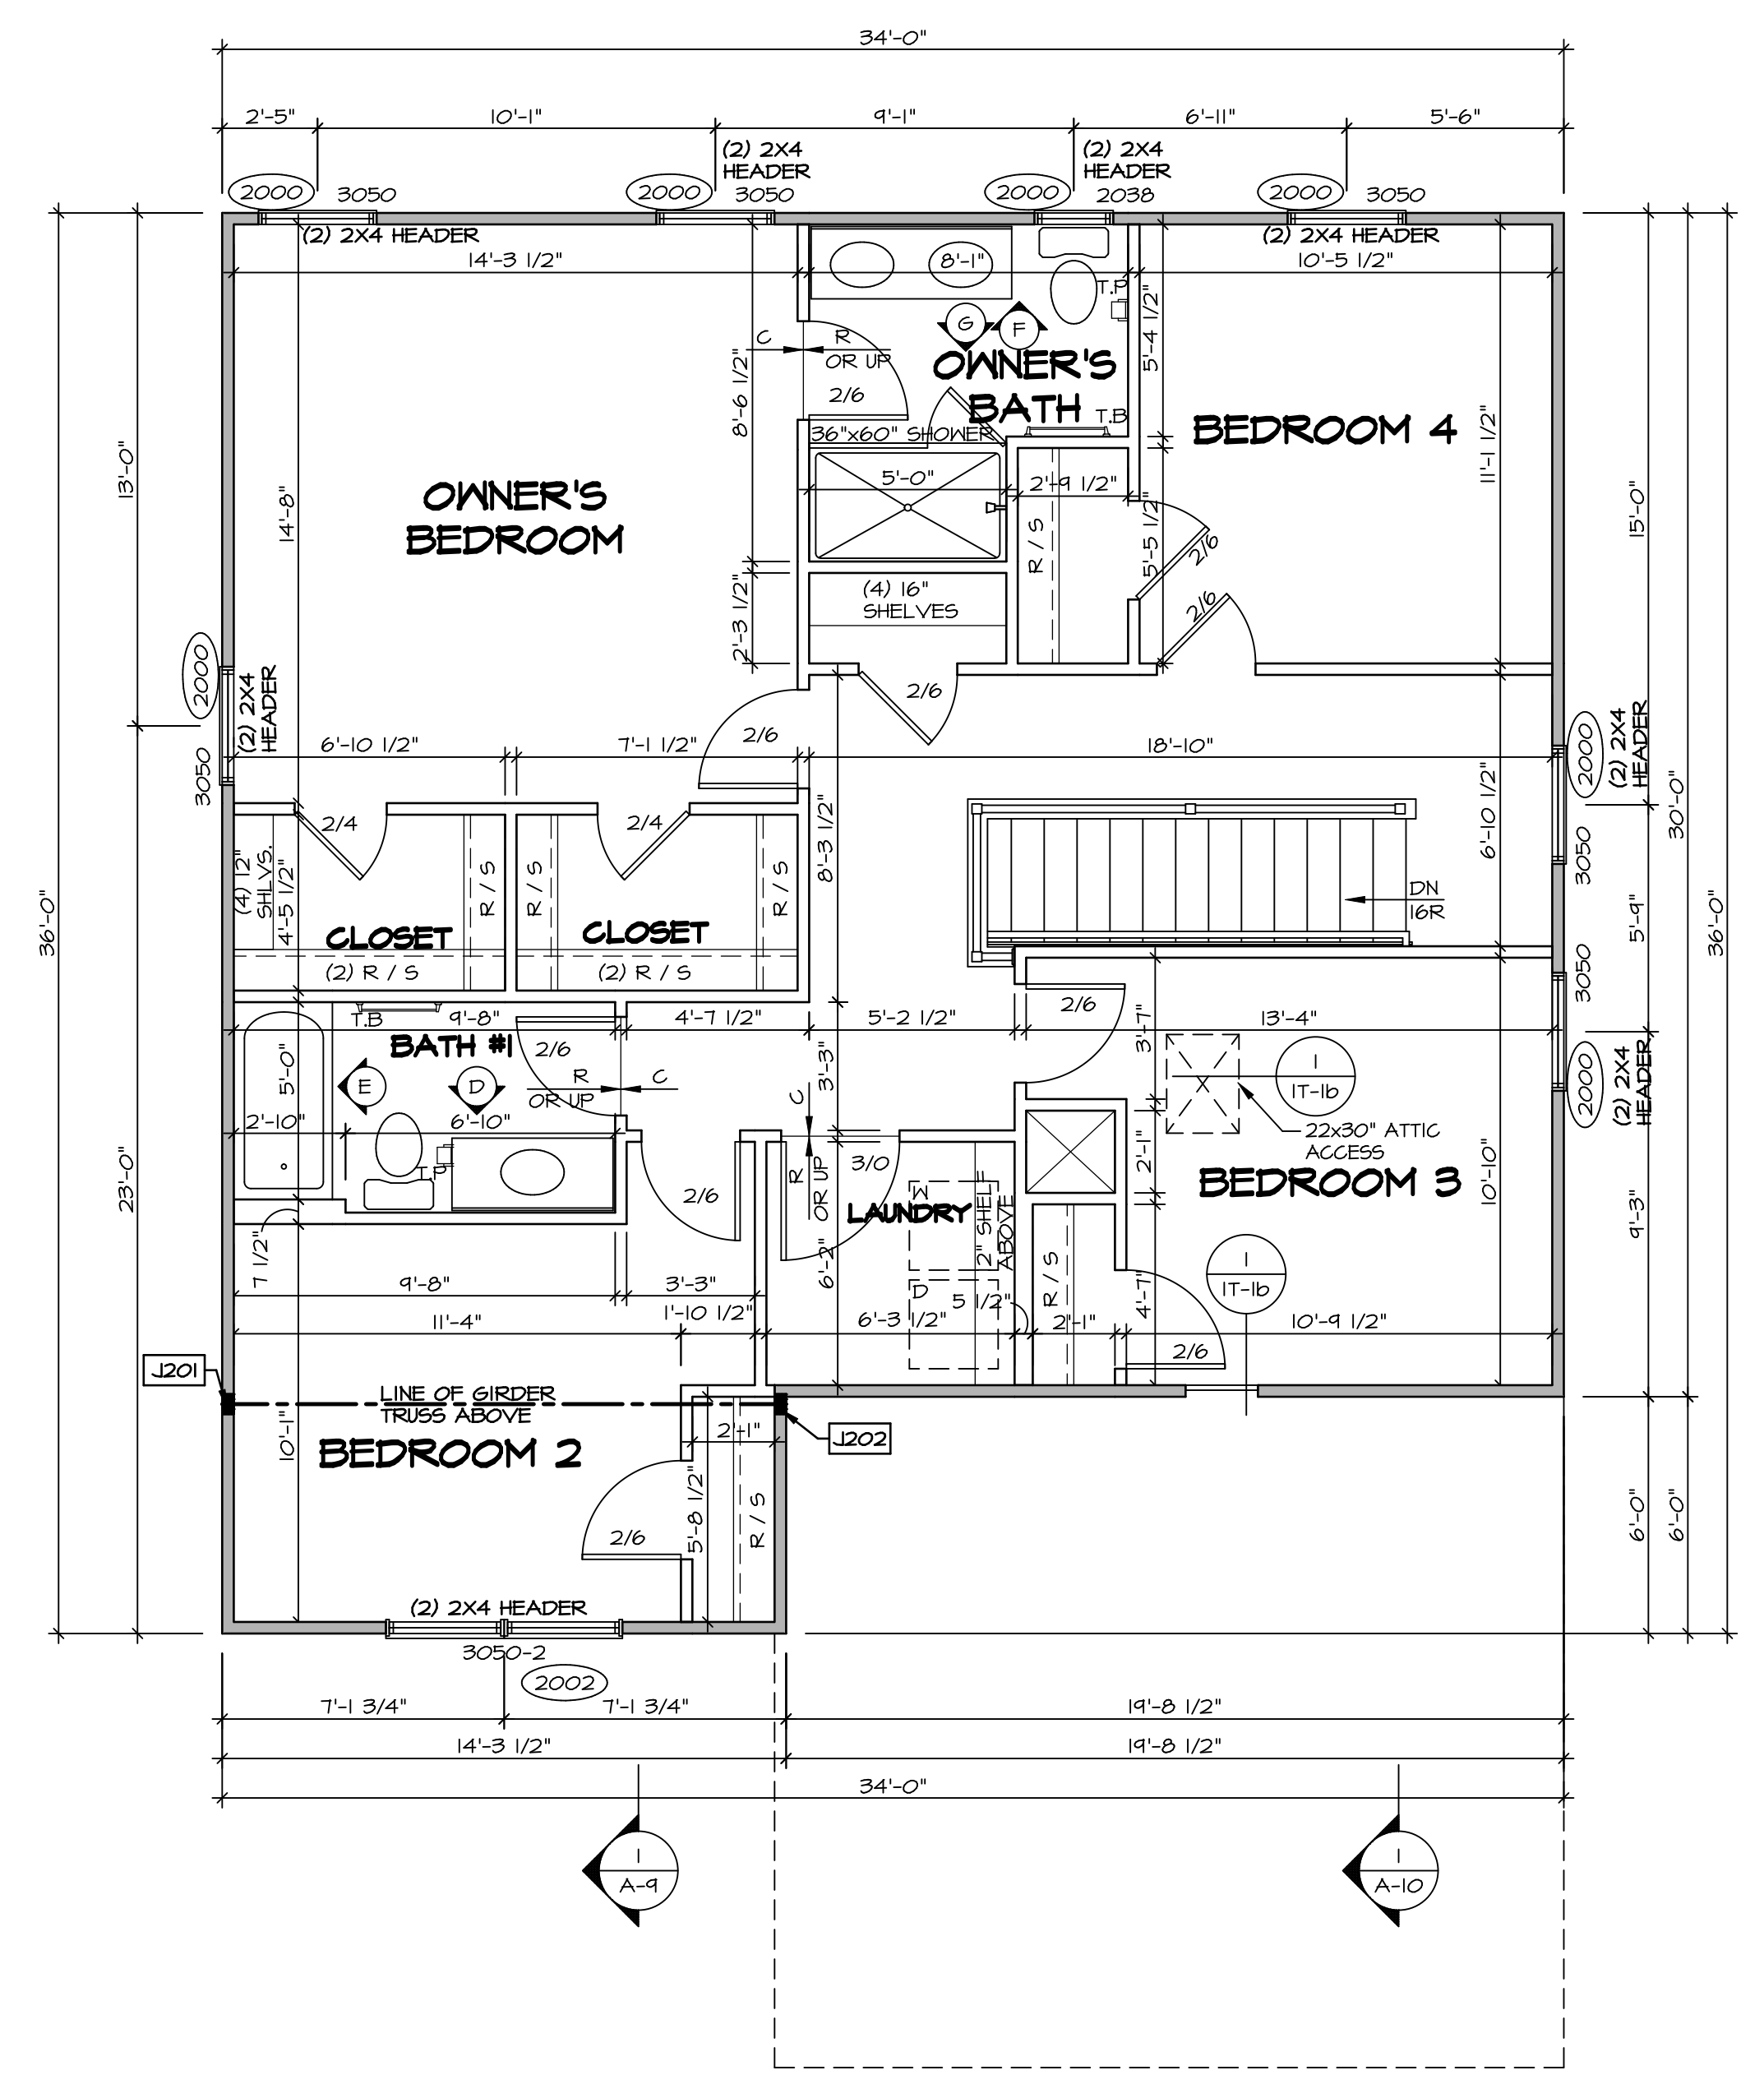 34'-0"
2'-5" 10'-1" 9'-1" 6'-11" 5'-6"
(2) 2X4
HEADER
(2) 2X4
HEADER
2000 3050 2000 3050 2000 2038 2000 3050
(2) 2X4 HEADER
(2) 2X4 HEADER
14'-3 1/2" 8'-1" 10'-5 1/2"
T.P
G F
C R
OR UP
2/6
OWNER'S
BATH
T.B
5'-4 1/2"
8'-6 1/2"
36"x60" SHOWER
BEDROOM 4
11'-1 1/2"
13'-0"
15'-0"
OWNER'S
BEDROOM
14'-8"
5'-0"
2'-9 1/2"
R / S
5'-5 1/2"
2/6
2/6
(4) 16"
SHELVES
2'-3 1/2"
2/6
2000
(2) 2X4
HEADER
3050
2/6
6'-10 1/2" 7'-1 1/2" 18'-10"
2000
(2) 2X4
HEADER
3050
30'-0"
2/4 2/4
(4) 12"
SHLVS.
4'-5 1/2"
R / S
R / S
R / S
8'-3 1/2"
6'-10 1/2"
CLOSET CLOSET
(2) R / S (2) R / S
DN
16R
36'-0"
5'-9"
36'-0"
3050
T.B
9'-8" 4'-7 1/2" 5'-2 1/2" 13'-4"
2/6
BATH #1
2/6
5'-0"
E D
R C
OR UP
3'-3"
3'-7"
1
1T-1b
2000
(2) 2X4
HEADER
2'-10" 6'-10"
C
22x30" ATTIC
ACCESS
T.P
2/6
R
OR UP
3/0
2'-1"
BEDROOM 3
10'-10"
W
LAUNDRY
2" SHELF
ABOVE
23'-0"
9'-3"
7 1/2"
9'-8" 3'-3"
6'-2"
D
R / S
4'-7"
1
1T-1b
11'-4" 1'-10 1/2" 6'-3 1/2" 5 1/2" 2'-1" 10'-9 1/2"
2/6
J201
LINE OF GIRDER
TRUSS ABOVE
10'-1"
BEDROOM 2
2'-1"
J202
5'-8 1/2"
R / S
2/6
6'-0"
6'-0"
(2) 2X4 HEADER
3050-2
2002
7'-1 3/4" 7'-1 3/4" 19'-8 1/2"
14'-3 1/2" 19'-8 1/2"
34'-0"
1
A-9
1
A-10